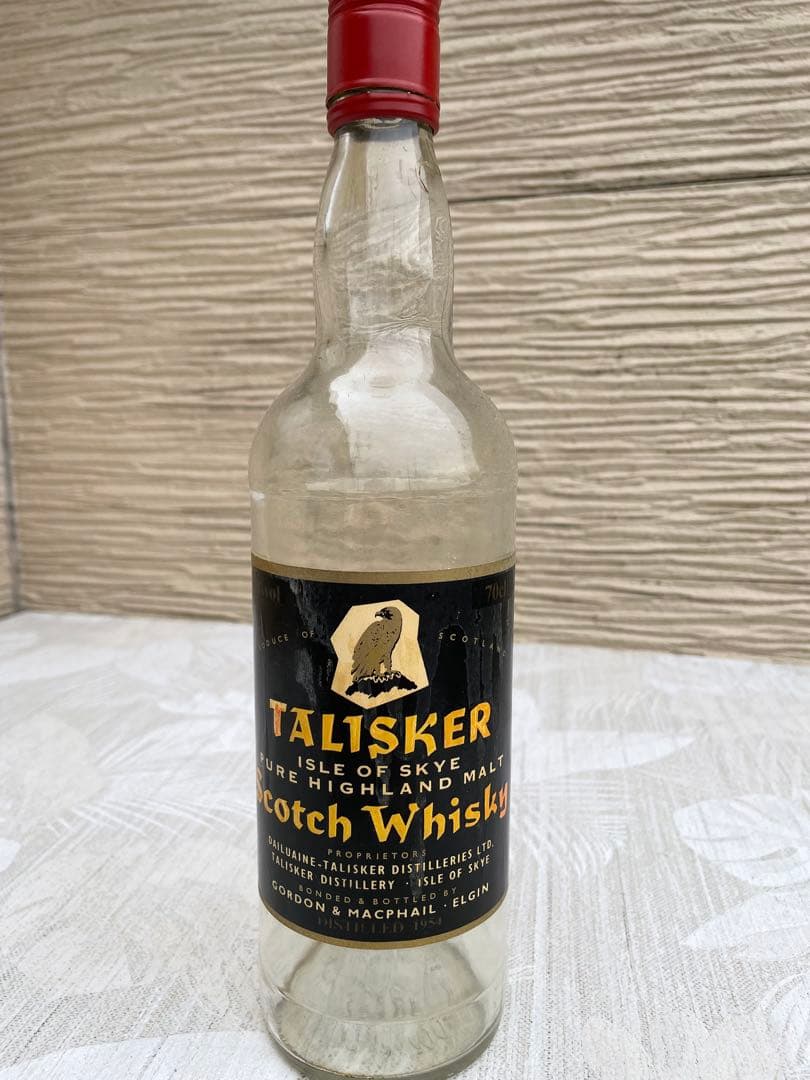 vol 70cl
PRODUCE OF SCOTLAND
TALISKER
ISLE OF SKYE
PURE HIGHLAND MALT
Scotch Whisky
PROPRIETORS
DAILUAINE-TALISKER DISTILLERIES LTD.
TALISKER DISTILLERY · ISLE OF SKYE
BONDED & BOTTLED BY
GORDON & MACPHAIL · ELGIN
DISTILLED 1954